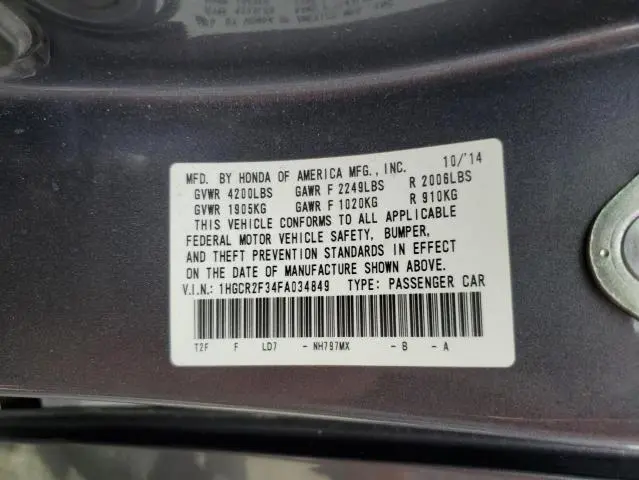 MFD. BY HONDA OF AMERICA MFG., INC. 10/'14
GVWR 4200LBS GAWR F 2249LBS R 2006LBS
GVWR 1905KG GAWR F 1020KG R 910KG
THIS VEHICLE CONFORMS TO ALL APPLICABLE
FEDERAL MOTOR VEHICLE SAFETY, BUMPER,
AND THEFT PREVENTION STANDARDS IN EFFECT
ON THE DATE OF MANUFACTURE SHOWN ABOVE.
V.I.N.: 1HGCR2F34FA034849 TYPE: PASSENGER CAR
T2F F LD7 - NH797MX - B - A